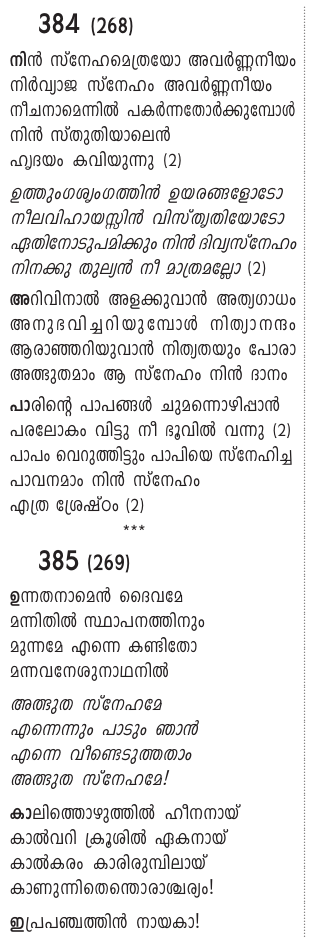 384 (268)
നിൻ സ്നേഹമെത്രയോ അവർണ്ണനീയം
നിർവ്യാജ സ്നേഹം അവർണ്ണനീയം
നീചനാമെന്നിൽ പകർന്നതോർക്കുമ്പോൾ
നിൻ സ്തുതിയാലെൻ
ഹൃദയം കവിയുന്നു (2)
ഉത്തുംഗശൃംഗത്തിൻ ഉയരങ്ങളോടോ
നീലവിഹായസ്സിൻ വിസ്തൃതിയോടോ
ഏതിനോടുപമിക്കും നിൻ ദിവ്യസ്നേഹം
നിനക്കു തുല്യൻ നീ മാത്രമല്ലോ (2)
അറിവിനാൽ അളക്കുവാൻ അത്യഗാധം
അനുഭവിച്ചറിയുമ്പോൾ നിത്യാനന്ദം
ആരാഞ്ഞറിയുവാൻ നിത്യതയും പോരാ
അത്ഭുതമാം ആ സ്നേഹം നിൻ ദാനം
പാരിന്റെ പാപങ്ങൾ ചുമന്നൊഴിപ്പാൻ
പരലോകം വിട്ടു നീ ഭൂവിൽ വന്നു (2)
പാപം വെറുത്തിട്ടും പാപിയെ സ്നേഹിച്ച
പാവനമാം നിൻ സ്നേഹം
എത്ര ശ്രേഷ്ഠം (2)
***
385 (269)
ഉന്നതനാമെൻ ദൈവമേ
മന്നിതിൽ സ്ഥാപനത്തിനും
മുന്നമേ എന്നെ കണ്ടിതോ
മന്നവനേശുനാഥനിൽ
അത്ഭുത സ്നേഹമേ
എന്നെന്നും പാടും ഞാൻ
എന്നെ വീണ്ടെടുത്തതാം
അത്ഭുത സ്നേഹമേ!
കാലിത്തൊഴുത്തിൽ ഹീനനായ്
കാൽവറി ക്രൂശിൽ ഏകനായ്
കാൽകരം കാരിരുമ്പിലായ്
കാണുന്നിതെന്തൊരാശ്ചര്യം!
ഇപ്രപഞ്ചത്തിൻ നായകാ!